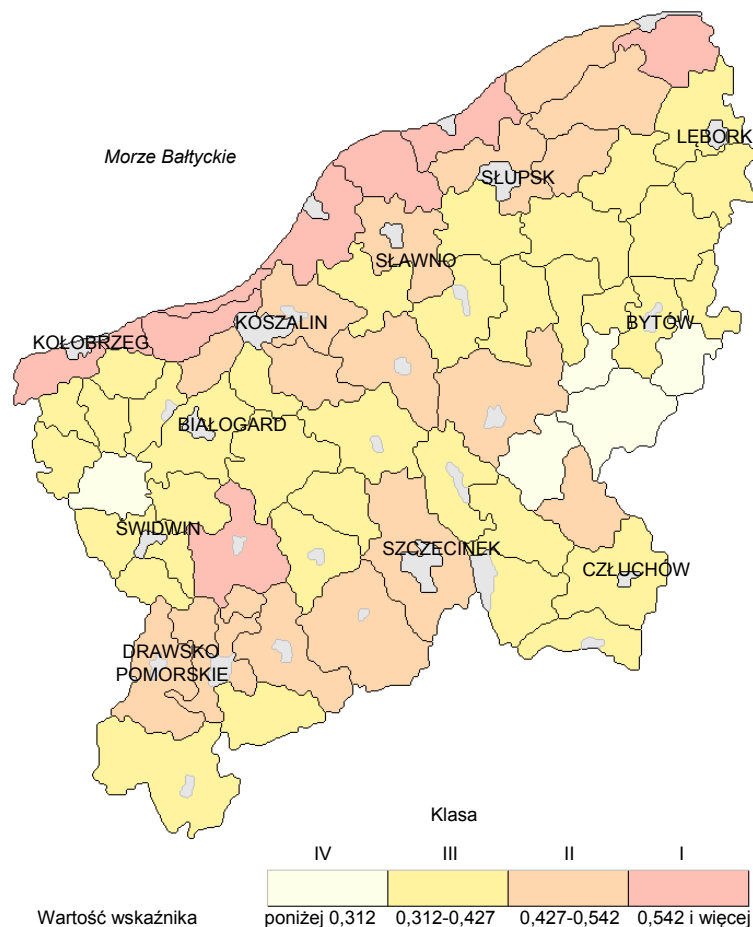 Morze Bałtyckie
LĘBORK
SŁUPSK
SŁAWNO
KOSZALIN
BYTÓW
KOŁOBRZEG
BIAŁOGARD
ŚWIDWIN
SZCZECINEK
CZŁUCHÓW
DRAWSKO
POMORSKIE
Klasa
IV III II I
Wartość wskaźnika poniżej 0,312 0,312-0,427 0,427-0,542 0,542 i więcej